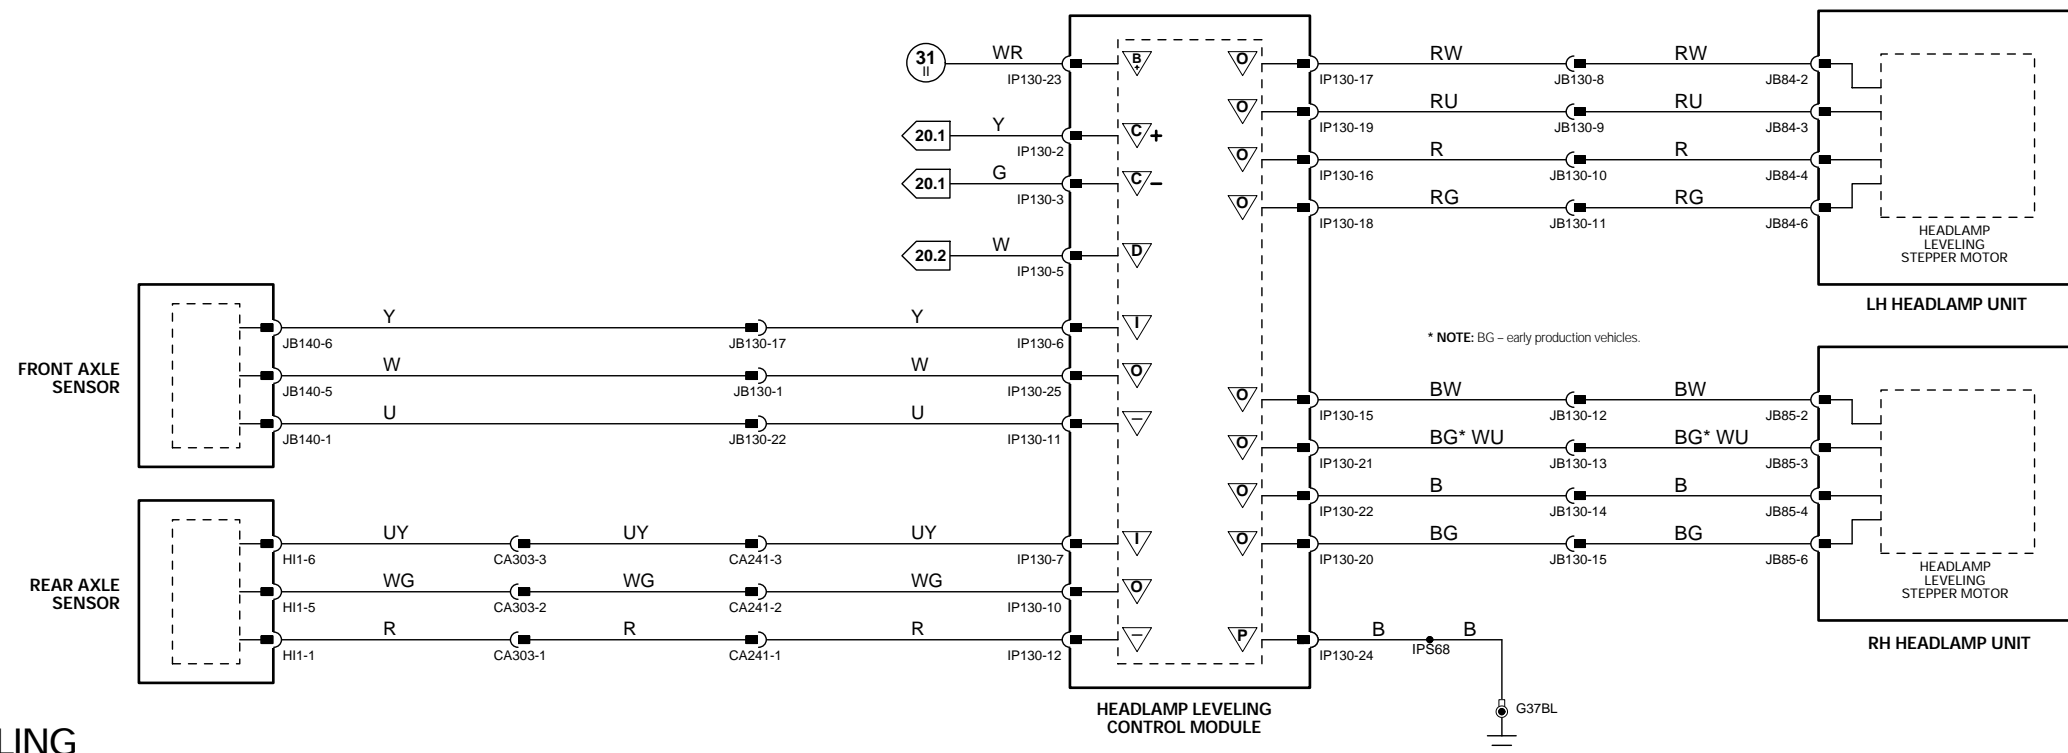 31
II
WR
IP130-23
B
+
O
IP130-17
RW
JB130-8
RW
JB84-2
O
IP130-19
RU
JB130-9
RU
JB84-3
20.1
Y
IP130-2
C +
O
IP130-16
R
JB130-10
R
JB84-4
20.1
G
IP130-3
C –
O
IP130-18
RG
JB130-11
RG
JB84-6
HEADLAMP
LEVELING
STEPPER MOTOR
LH HEADLAMP UNIT
20.2
W
IP130-5
D
FRONT AXLE
SENSOR
JB140-6
Y
JB130-17
Y
IP130-6
I
JB140-5
W
JB130-1
W
IP130-25
O
JB140-1
U
JB130-22
U
IP130-11
–
* NOTE: BG – early production vehicles.
O
IP130-15
BW
JB130-12
BW
JB85-2
O
IP130-21
BG* WU
JB130-13
BG* WU
JB85-3
O
IP130-22
B
JB130-14
B
JB85-4
O
IP130-20
BG
JB130-15
BG
JB85-6
HEADLAMP
LEVELING
STEPPER MOTOR
RH HEADLAMP UNIT
REAR AXLE
SENSOR
HI1-6
UY
CA303-3
UY
CA241-3
UY
IP130-7
I
HI1-5
WG
CA303-2
WG
CA241-2
WG
IP130-10
O
HI1-1
R
CA303-1
R
CA241-1
R
IP130-12
–
P
IP130-24
B
IPS68
B
G37BL
HEADLAMP LEVELING
CONTROL MODULE
LING